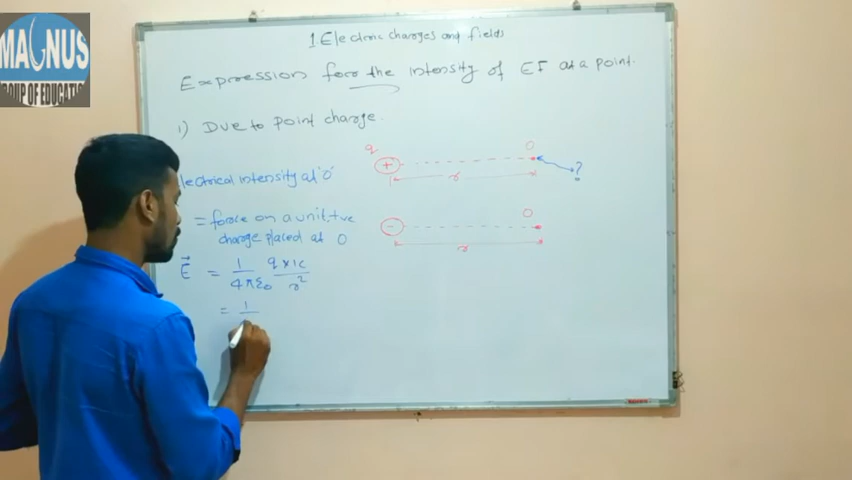 MAGNUS
GROUP OF EDUCATION
1 Electric charges and fields
Expression for the intensity of EF at a point.
1) Due to point charge.
q
+
O
?
r
lectrical intensity at 'O'
= force on a unit, +ve
charge placed at O
-
O
r
E⃗ = 1/4πε₀ q×1c/r²
= 1